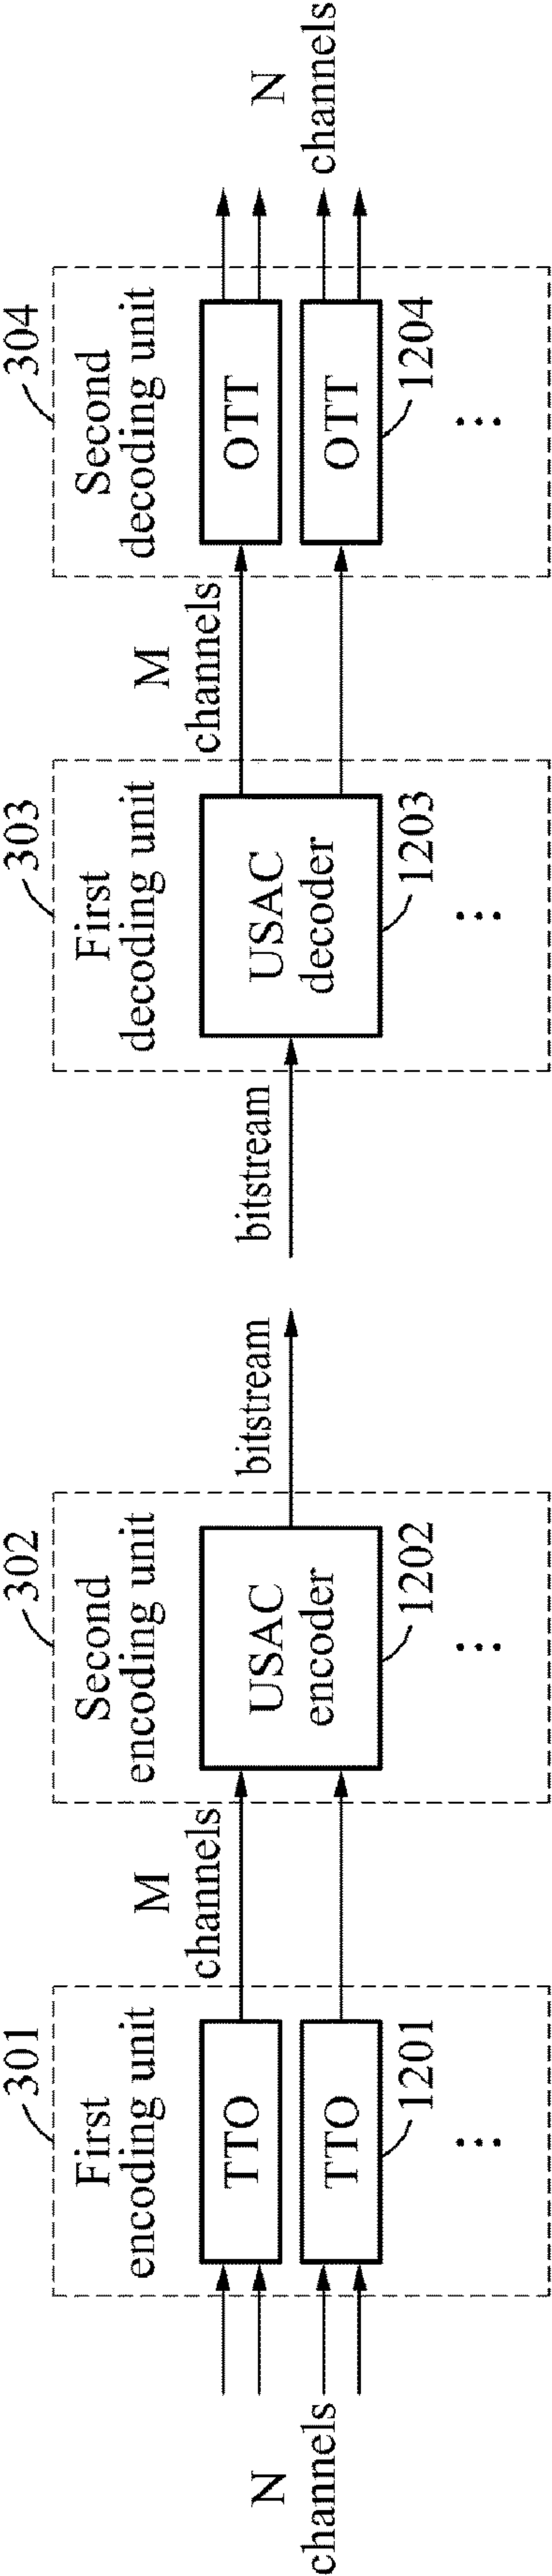 301
First
encoding unit
N
channels
TTO
TTO
1201
⋮
M
channels
302
Second
encoding unit
USAC
encoder
1202
⋮
bitstream
bitstream
303
First
decoding unit
USAC
decoder
1203
⋮
M
channels
304
Second
decoding unit
OTT
OTT
1204
⋮
N
channels